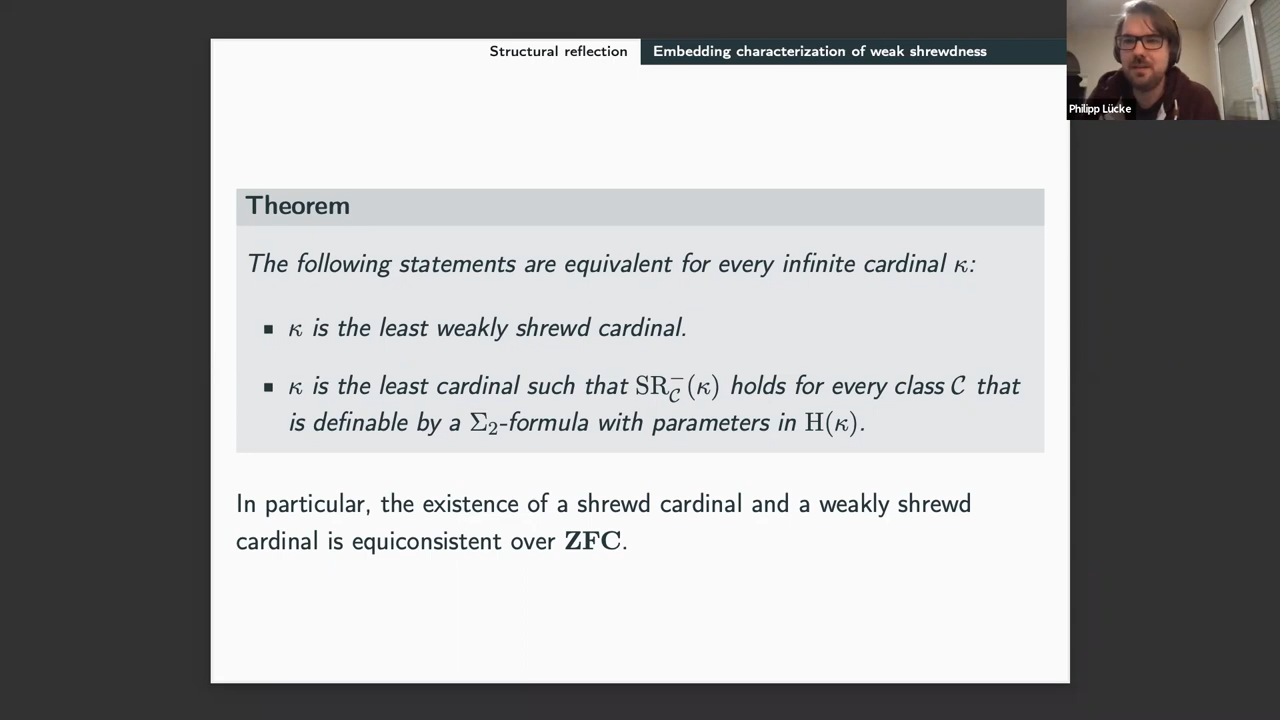 Structural reflection
Embedding characterization of weak shrewdness
Philipp Lücke
Theorem
The following statements are equivalent for every infinite cardinal κ:
▪ κ is the least weakly shrewd cardinal.
▪ κ is the least cardinal such that SR⁻_𝒞(κ) holds for every class 𝒞 that
is definable by a Σ₂-formula with parameters in H(κ).
In particular, the existence of a shrewd cardinal and a weakly shrewd
cardinal is equiconsistent over ZFC.